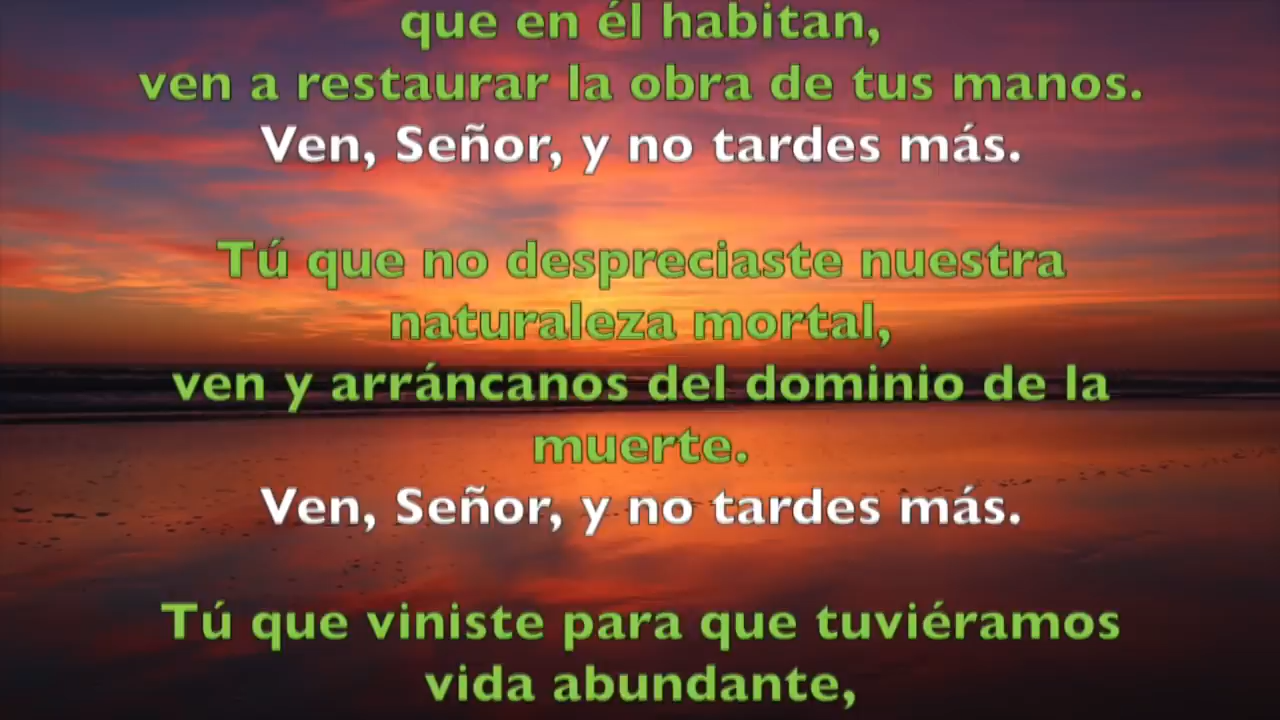 que en él habitan,
ven a restaurar la obra de tus manos.
Ven, Señor, y no tardes más.
Tú que no despreciaste nuestra
naturaleza mortal,
ven y arráncanos del dominio de la
muerte.
Ven, Señor, y no tardes más.
Tú que viniste para que tuviéramos
vida abundante,